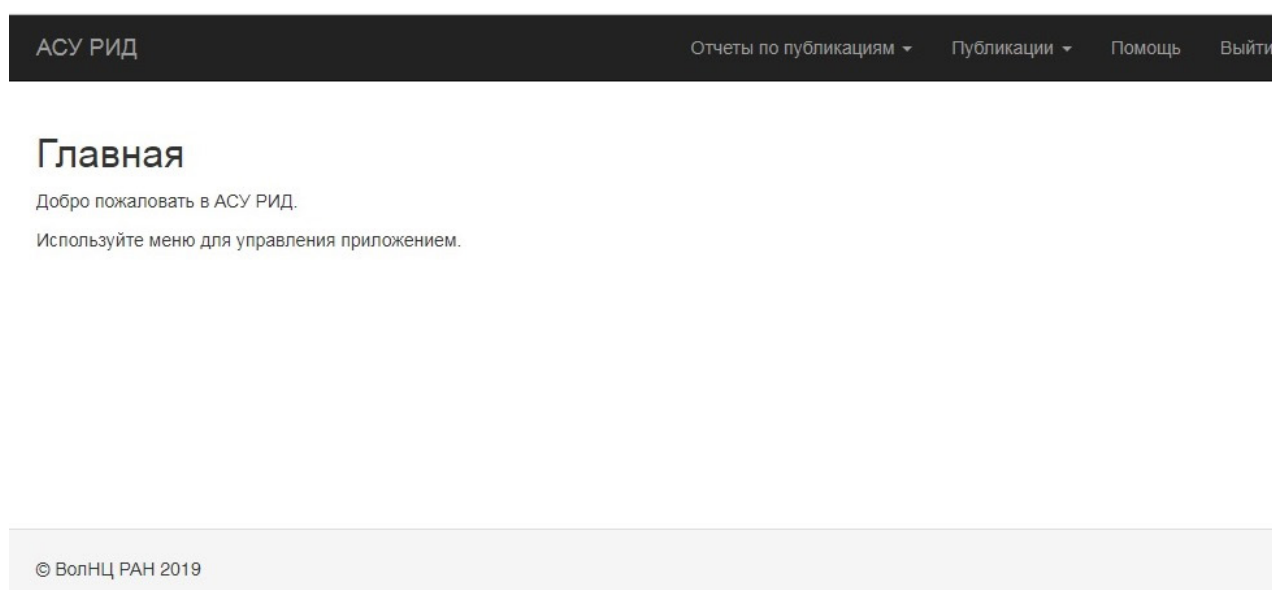 АСУ РИД Отчеты по публикациям Публикации Помощь Выйти
Главная
Добро пожаловать в АСУ РИД.
Используйте меню для управления приложением.
© ВолНЦ РАН 2019